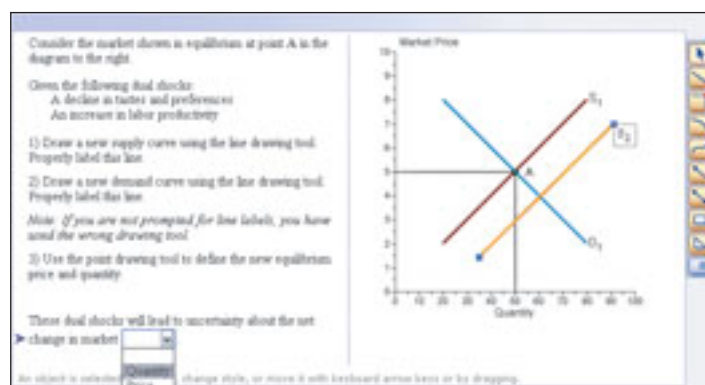 Consider the market shown in equilibrium at point A in the
diagram to the right
Given the following dual shocks:
A decline in tastes and preferences
An increase in labor productivity
1) Draw a new supply curve using the line drawing tool.
Properly label this line
2) Draw a new demand curve using the line drawing tool.
Properly label this line
Note: If you are not prompted for line labels, you have
used the wrong drawing tool
3) Use the point drawing tool to define the new equilibrium
price and quantity
These dual shocks will lead to uncertainty about the net
change in market
Quantity
Price
An object is selected change style, or move it with keyboard arrow keys or by dragging.
Market Price
10
9
8
7
6
5
4
3
2
1
0
S1
S2
A
D1
0 10 20 30 40 50 60 70 80 90 100
Quantity